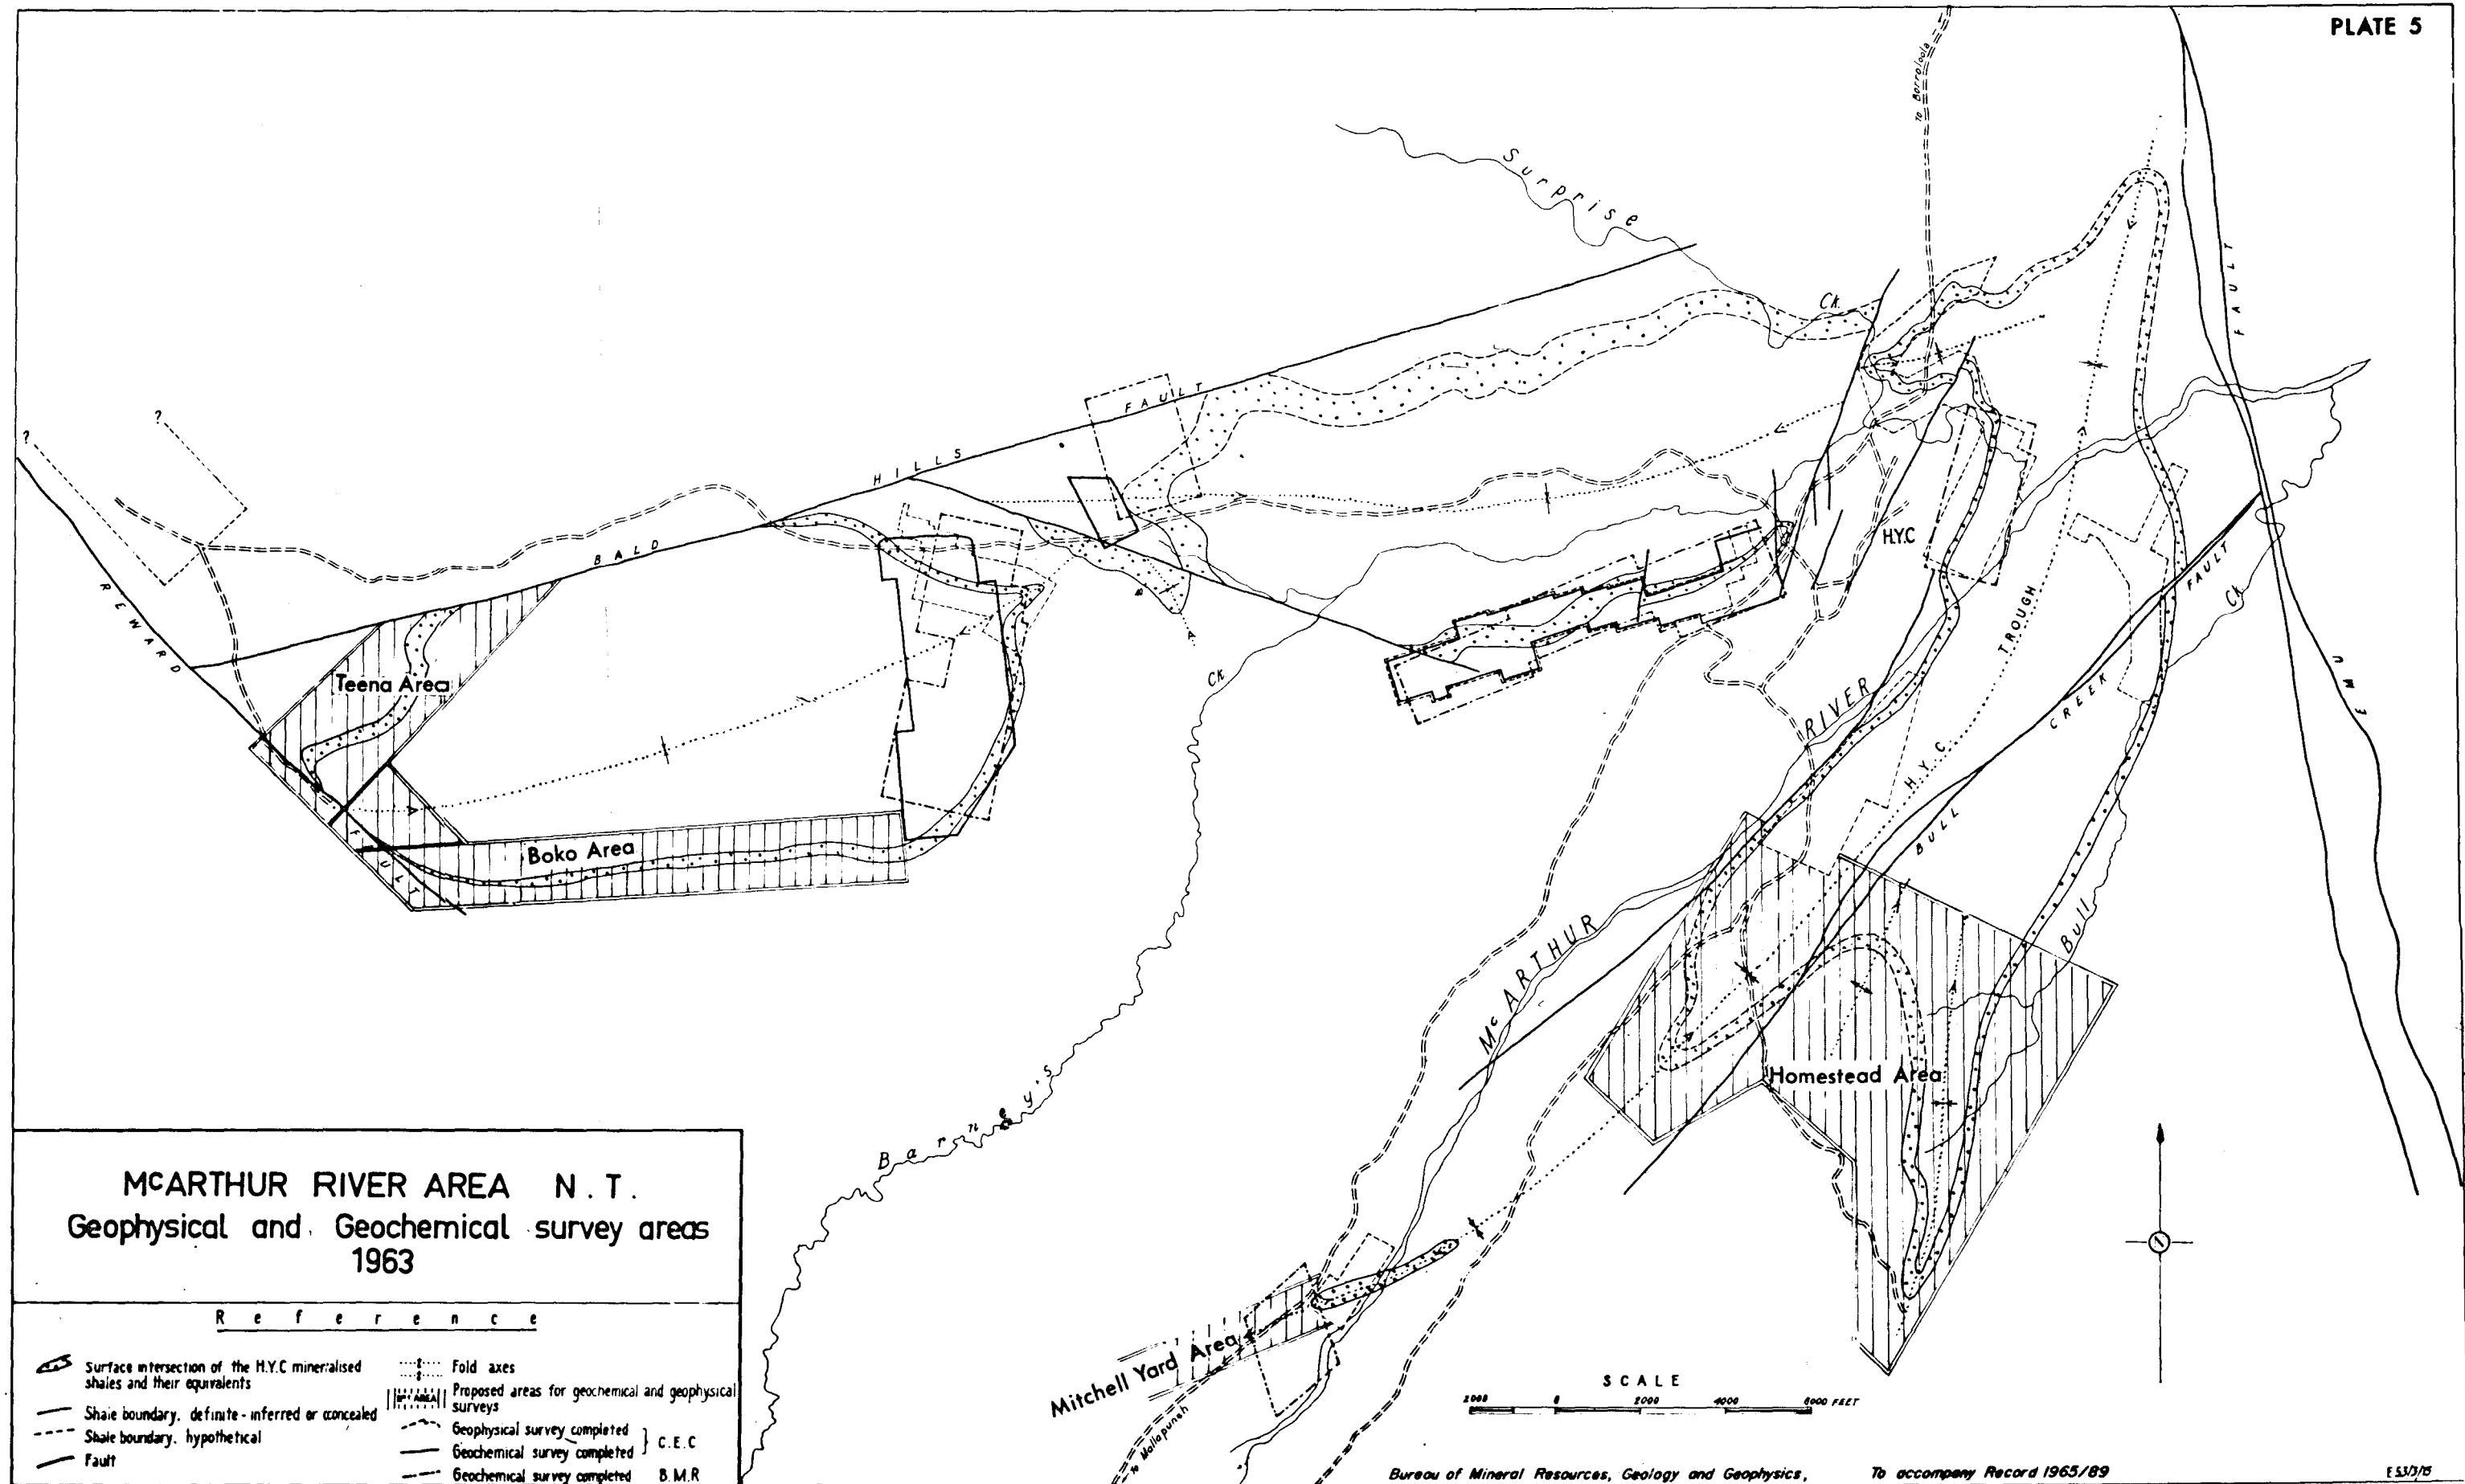 PLATE 5
To Borroloola
Surprise
Ck.
FAULT
?
?
FAULT
HILLS
BALD
REWARD
H.Y.C
FAULT
Ck
TROUGH
Ck
Teena Area
CREEK
EMU
RIVER
H.Y.C.
BULL
FAULT
Boko Area
Bull
McARTHUR
Homestead Area
Barney's
McARTHUR RIVER AREA N.T.
Geophysical and Geochemical survey areas
1963
Reference
Surface intersection of the H.Y.C mineralised
shales and their equivalents
Shale boundary, definite - inferred or concealed
Shale boundary, hypothetical
Fault
Fold axes
AREA
Proposed areas for geochemical and geophysical
surveys
Geophysical survey completed
Geochemical survey completed
C.E.C
Geochemical survey completed B.M.R
Mitchell Yard Area
To Mallapunah
SCALE
2000 0 2000 4000 6000 FEET
Bureau of Mineral Resources, Geology and Geophysics,
To accompany Record 1965/89
E53/3/15